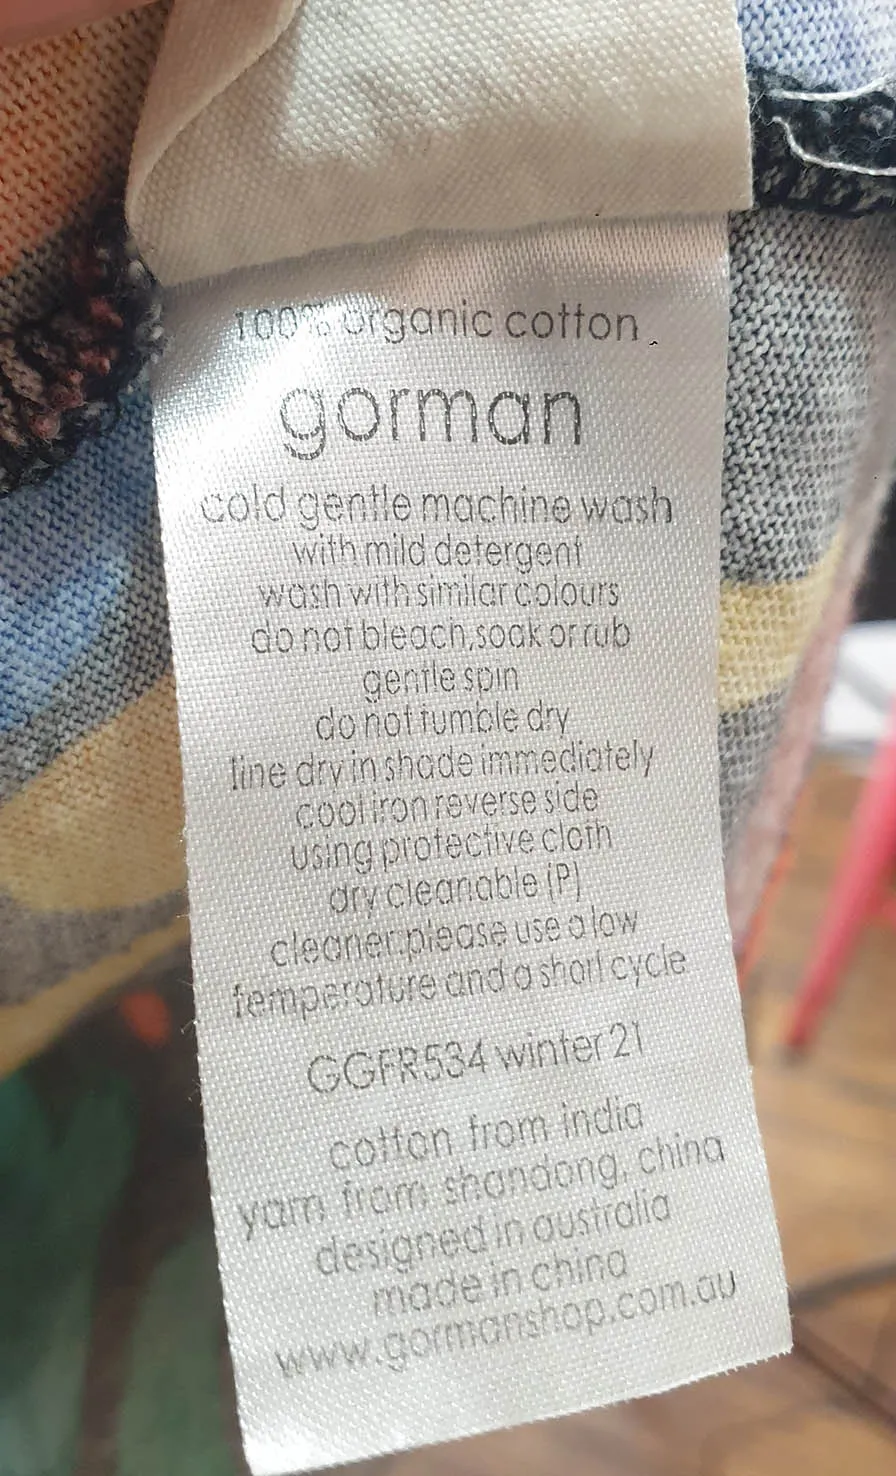 100% organic cotton
gorman
cold gentle machine wash
with mild detergent
wash with similar colours
do not bleach,soak or rub
gentle spin
do not tumble dry
line dry in shade immediately
cool iron reverse side
using protective cloth
dry cleanable (P)
cleaner:please use a low
temperature and a short cycle
GGFR534 winter 21
cotton from india
yarn from shandong, china
designed in australia
made in china
www.gormanshop.com.au